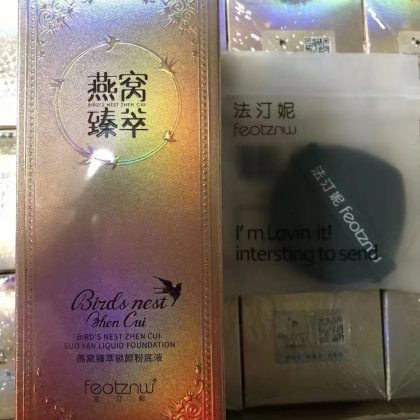 燕窝
BIRD'S NEST ZHEN CUI
臻萃
Birds nest
Zhen Cui
BIRD'S NEST ZHEN CUI
SUO YAN LIQUID FOUNDATION
燕窝臻萃锁颜粉底液
feotznw
法汀妮
法汀妮
feotznw
法汀妮 feotznw
I'm Lovin it!
intersting to send